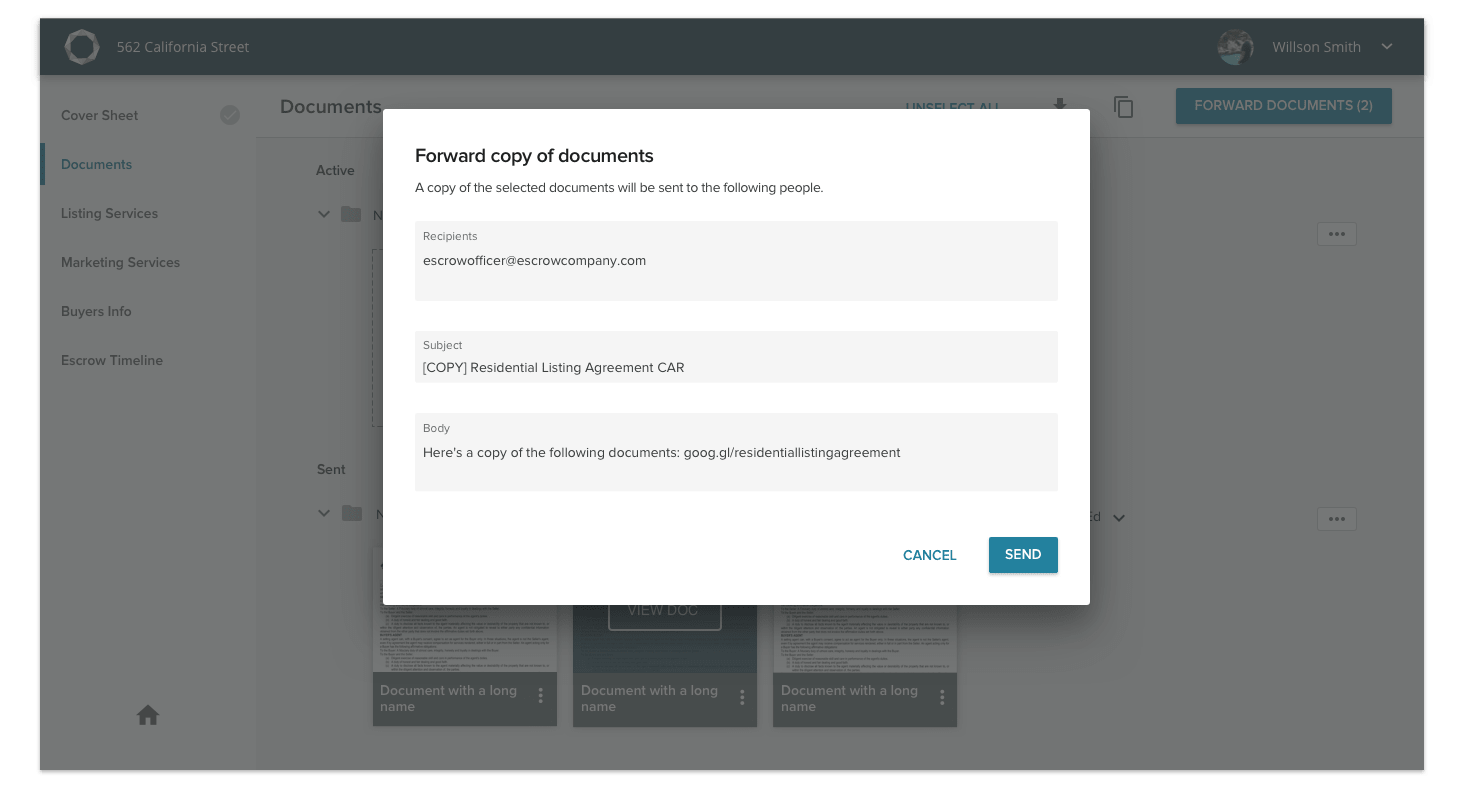 562 California Street
Willson Smith
Cover Sheet
Documents
Listing Services
Marketing Services
Buyers Info
Escrow Timeline
Documents
UNSELECT ALL
FORWARD DOCUMENTS (2)
Active
N
Forward copy of documents
A copy of the selected documents will be sent to the following people.
Recipients
escrowofficer@escrowcompany.com
Subject
[COPY] Residential Listing Agreement CAR
Body
Here's a copy of the following documents: goog.gl/residentiallistingagreement
CANCEL
SEND
Sent
N
Ed
VIEW DOC
Document with a long
name
Document with a long
name
Document with a long
name